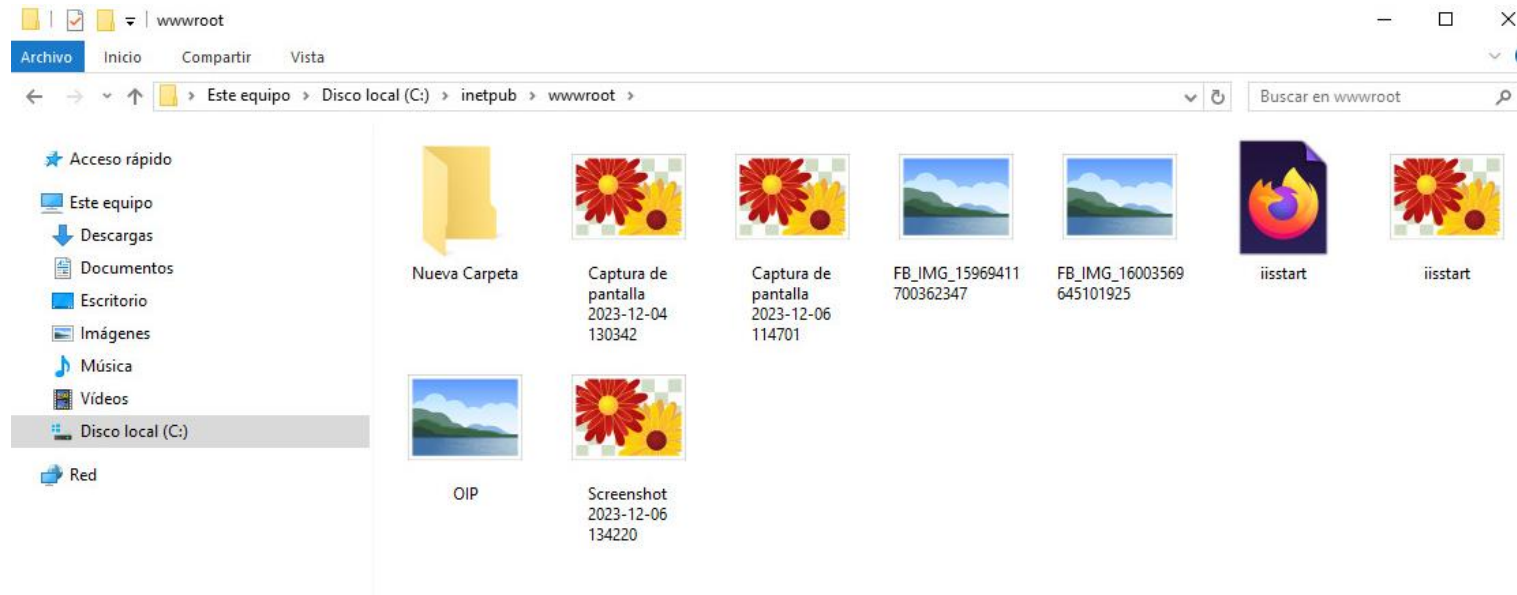 wwwroot
Archivo Inicio Compartir Vista
Este equipo > Disco local (C:) > inetpub > wwwroot >
Buscar en wwwroot
Acceso rápido
Este equipo
Descargas
Documentos
Escritorio
Imágenes
Música
Vídeos
Disco local (C:)
Red
Nueva Carpeta
Captura de
pantalla
2023-12-04
130342
Captura de
pantalla
2023-12-06
114701
FB_IMG_15969411
700362347
FB_IMG_16003569
645101925
iisstart
iisstart
OIP
Screenshot
2023-12-06
134220